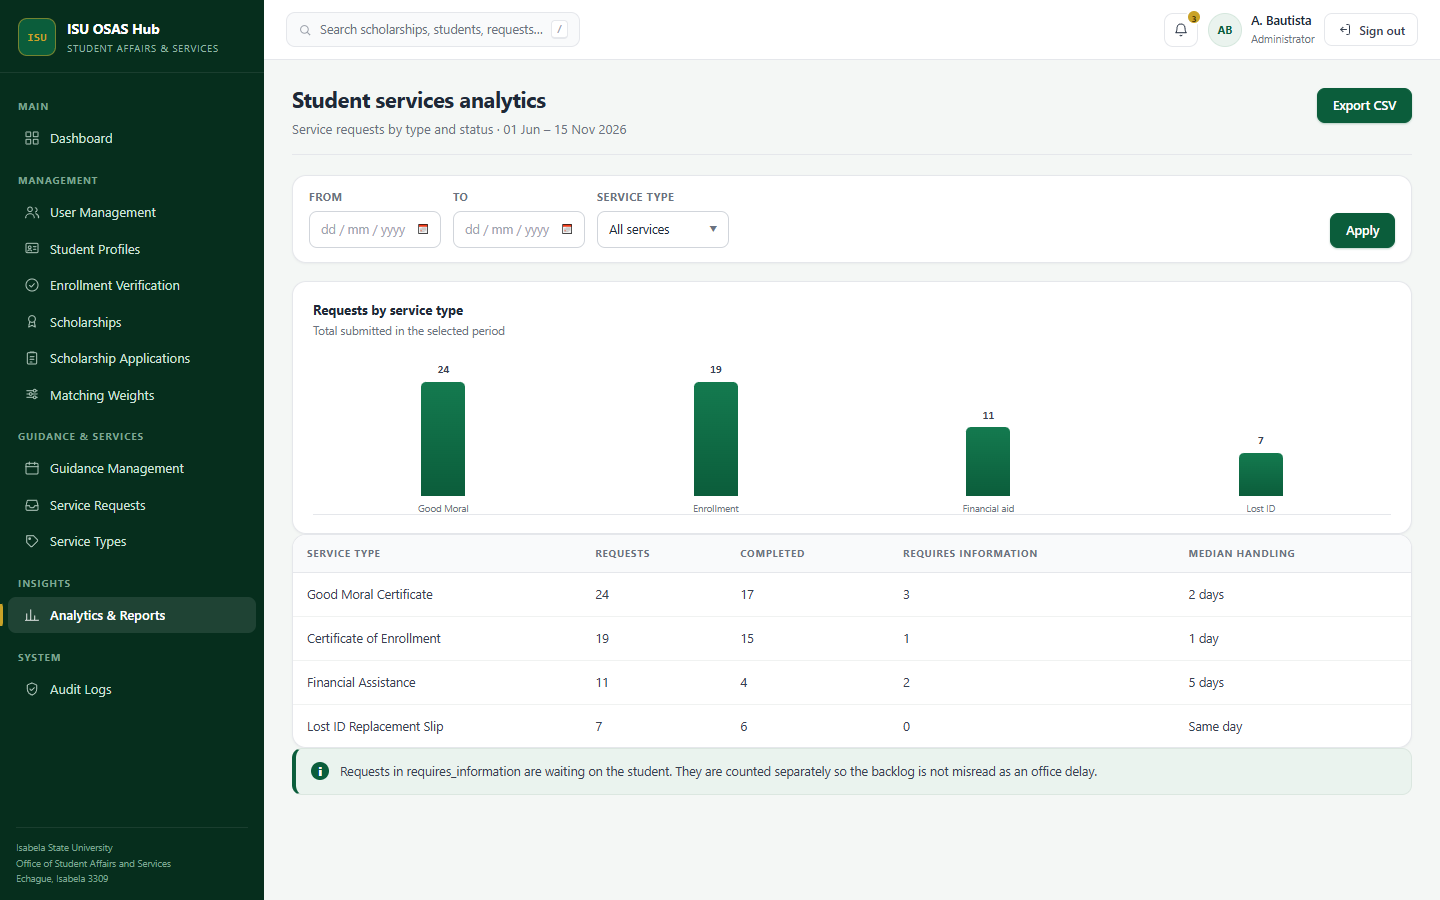 ISU
ISU OSAS Hub
STUDENT AFFAIRS & SERVICES
MAIN
Dashboard
MANAGEMENT
User Management
Student Profiles
Enrollment Verification
Scholarships
Scholarship Applications
Matching Weights
GUIDANCE & SERVICES
Guidance Management
Service Requests
Service Types
INSIGHTS
Analytics & Reports
SYSTEM
Audit Logs
Isabela State University
Office of Student Affairs and Services
Echague, Isabela 3309
Search scholarships, students, requests... /
3
AB
A. Bautista
Administrator
Sign out
Student services analytics
Service requests by type and status · 01 Jun – 15 Nov 2026
Export CSV
FROM TO SERVICE TYPE
dd / mm / yyyy dd / mm / yyyy All services
Apply
Requests by service type
Total submitted in the selected period
24 19 11 7
Good Moral Enrollment Financial aid Lost ID
SERVICE TYPE REQUESTS COMPLETED REQUIRES INFORMATION MEDIAN HANDLING
Good Moral Certificate 24 17 3 2 days
Certificate of Enrollment 19 15 1 1 day
Financial Assistance 11 4 2 5 days
Lost ID Replacement Slip 7 6 0 Same day
Requests in requires_information are waiting on the student. They are counted separately so the backlog is not misread as an office delay.